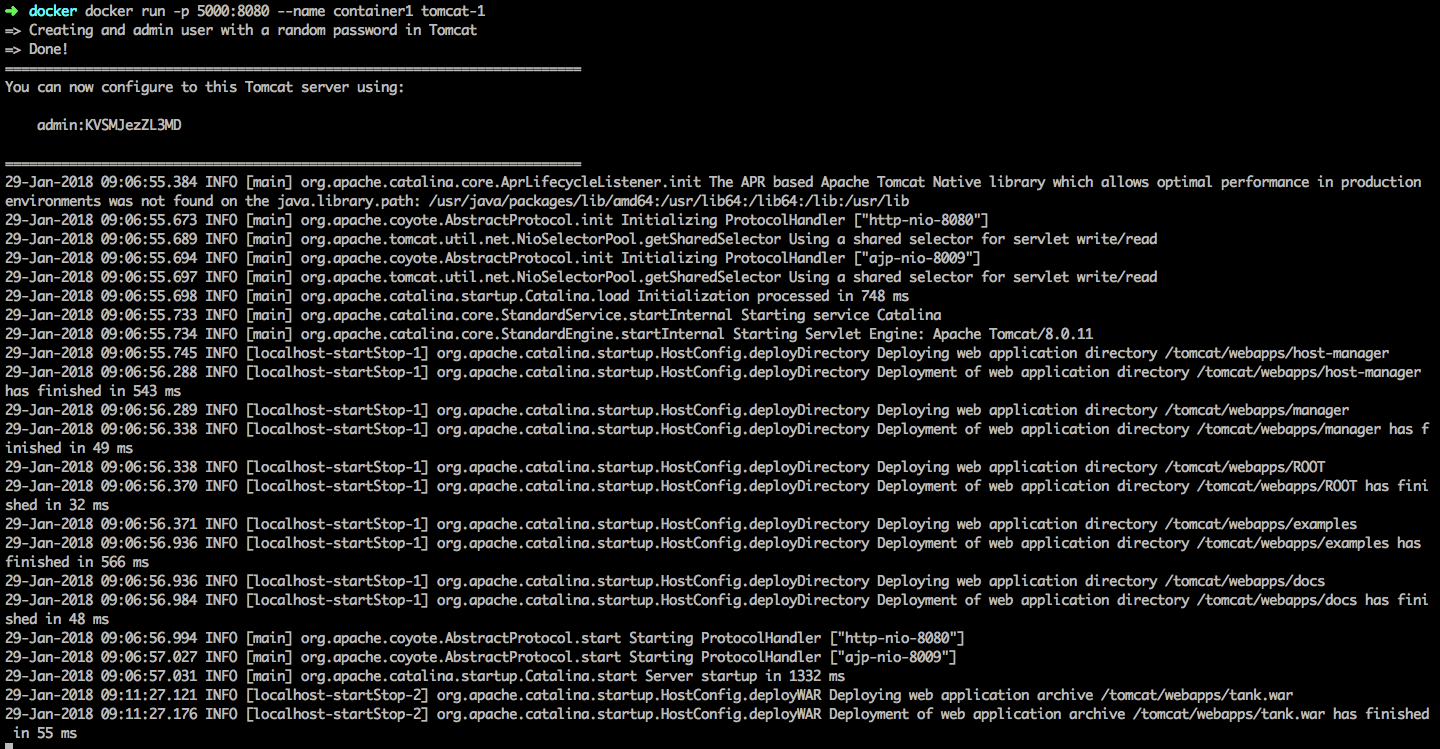 ➜ docker docker run -p 5000:8080 --name container1 tomcat-1
=> Creating and admin user with a random password in Tomcat
=> Done!
========================================================================
You can now configure to this Tomcat server using:
admin:KVSMJezZL3MD
========================================================================
29-Jan-2018 09:06:55.384 INFO [main] org.apache.catalina.core.AprLifecycleListener.init The APR based Apache Tomcat Native library which allows optimal performance in production
environments was not found on the java.library.path: /usr/java/packages/lib/amd64:/usr/lib64:/lib64:/lib:/usr/lib
29-Jan-2018 09:06:55.673 INFO [main] org.apache.coyote.AbstractProtocol.init Initializing ProtocolHandler ["http-nio-8080"]
29-Jan-2018 09:06:55.689 INFO [main] org.apache.tomcat.util.net.NioSelectorPool.getSharedSelector Using a shared selector for servlet write/read
29-Jan-2018 09:06:55.694 INFO [main] org.apache.coyote.AbstractProtocol.init Initializing ProtocolHandler ["ajp-nio-8009"]
29-Jan-2018 09:06:55.697 INFO [main] org.apache.tomcat.util.net.NioSelectorPool.getSharedSelector Using a shared selector for servlet write/read
29-Jan-2018 09:06:55.698 INFO [main] org.apache.catalina.startup.Catalina.load Initialization processed in 748 ms
29-Jan-2018 09:06:55.733 INFO [main] org.apache.catalina.core.StandardService.startInternal Starting service Catalina
29-Jan-2018 09:06:55.734 INFO [main] org.apache.catalina.core.StandardEngine.startInternal Starting Servlet Engine: Apache Tomcat/8.0.11
29-Jan-2018 09:06:55.745 INFO [localhost-startStop-1] org.apache.catalina.startup.HostConfig.deployDirectory Deploying web application directory /tomcat/webapps/host-manager
29-Jan-2018 09:06:56.288 INFO [localhost-startStop-1] org.apache.catalina.startup.HostConfig.deployDirectory Deployment of web application directory /tomcat/webapps/host-manager
has finished in 543 ms
29-Jan-2018 09:06:56.289 INFO [localhost-startStop-1] org.apache.catalina.startup.HostConfig.deployDirectory Deploying web application directory /tomcat/webapps/manager
29-Jan-2018 09:06:56.338 INFO [localhost-startStop-1] org.apache.catalina.startup.HostConfig.deployDirectory Deployment of web application directory /tomcat/webapps/manager has f
inished in 49 ms
29-Jan-2018 09:06:56.338 INFO [localhost-startStop-1] org.apache.catalina.startup.HostConfig.deployDirectory Deploying web application directory /tomcat/webapps/ROOT
29-Jan-2018 09:06:56.370 INFO [localhost-startStop-1] org.apache.catalina.startup.HostConfig.deployDirectory Deployment of web application directory /tomcat/webapps/ROOT has fini
shed in 32 ms
29-Jan-2018 09:06:56.371 INFO [localhost-startStop-1] org.apache.catalina.startup.HostConfig.deployDirectory Deploying web application directory /tomcat/webapps/examples
29-Jan-2018 09:06:56.936 INFO [localhost-startStop-1] org.apache.catalina.startup.HostConfig.deployDirectory Deployment of web application directory /tomcat/webapps/examples has
finished in 566 ms
29-Jan-2018 09:06:56.936 INFO [localhost-startStop-1] org.apache.catalina.startup.HostConfig.deployDirectory Deploying web application directory /tomcat/webapps/docs
29-Jan-2018 09:06:56.984 INFO [localhost-startStop-1] org.apache.catalina.startup.HostConfig.deployDirectory Deployment of web application directory /tomcat/webapps/docs has fini
shed in 48 ms
29-Jan-2018 09:06:56.994 INFO [main] org.apache.coyote.AbstractProtocol.start Starting ProtocolHandler ["http-nio-8080"]
29-Jan-2018 09:06:57.027 INFO [main] org.apache.coyote.AbstractProtocol.start Starting ProtocolHandler ["ajp-nio-8009"]
29-Jan-2018 09:06:57.031 INFO [main] org.apache.catalina.startup.Catalina.start Server startup in 1332 ms
29-Jan-2018 09:11:27.121 INFO [localhost-startStop-2] org.apache.catalina.startup.HostConfig.deployWAR Deploying web application archive /tomcat/webapps/tank.war
29-Jan-2018 09:11:27.176 INFO [localhost-startStop-2] org.apache.catalina.startup.HostConfig.deployWAR Deployment of web application archive /tomcat/webapps/tank.war has finished
in 55 ms